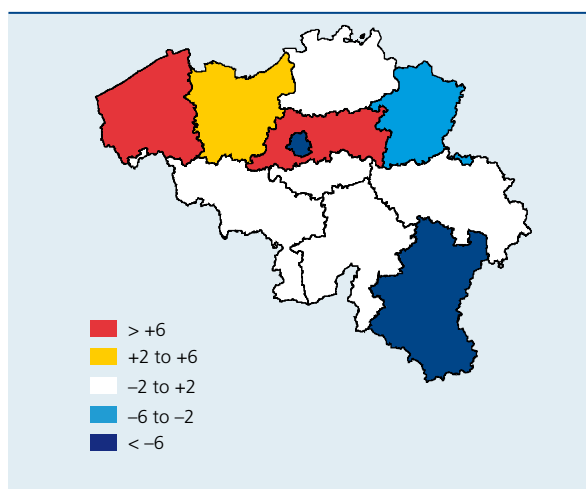 > +6
+2 to +6
–2 to +2
–6 to –2
< –6